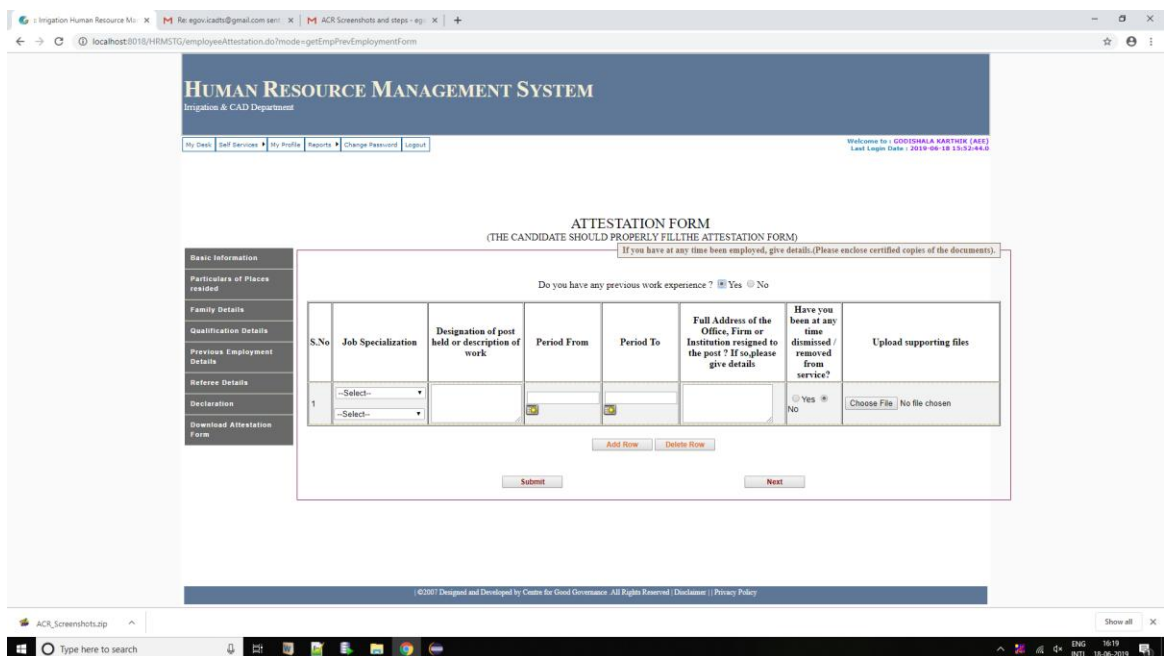 : Irrigation Human Resource Ma
Re: egov.icadts@gmail.com sent
ACR Screenshots and steps - ego
localhost:8018/HRMSTG/employeeAttestation.do?mode=getEmpPrevEmploymentForm
HUMAN RESOURCE MANAGEMENT SYSTEM
Irrigation & CAD Department
My Desk Self Services My Profile Reports Change Password Logout
Welcome to : GODISHALA KARTHIK (AEE)
Last Login Date : 2019-06-18 15:52:44.0
ATTESTATION FORM
(THE CANDIDATE SHOULD PROPERLY FILLTHE ATTESTATION FORM)
If you have at any time been employed, give details.(Please enclose certified copies of the documents).
Basic Information
Particulars of Places
resided
Family Details
Qualification Details
Previous Employment
Details
Referee Details
Declaration
Download Attestation
Form
Do you have any previous work experience ? Yes No
S.No
Job Specialization
Designation of post
held or description of
work
Period From
Period To
Full Address of the
Office, Firm or
Institution resigned to
the post ? If so,please
give details
Have you
been at any
time
dismissed /
removed
from
service?
Upload supporting files
1
--Select--
--Select--
Yes
No
Choose File No file chosen
Add Row Delete Row
Submit Next
| ©2007 Designed and Developed by Centre for Good Governance All Rights Reserved | Disclaimer | | Privacy Policy
ACR_Screenshots.zip
Show all
Type here to search
ENG
INTL
16:19
18-06-2019